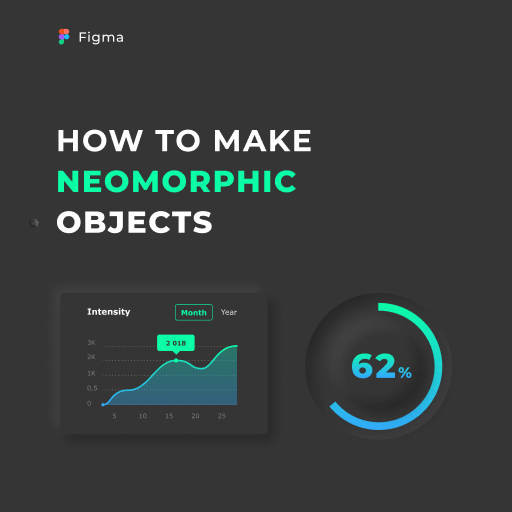 Figma
HOW TO MAKE
NEOMORPHIC
OBJECTS
Intensity
Month
Year
2 018
3K
2K
1K
0,5
0
5 10 15 20 25
62%